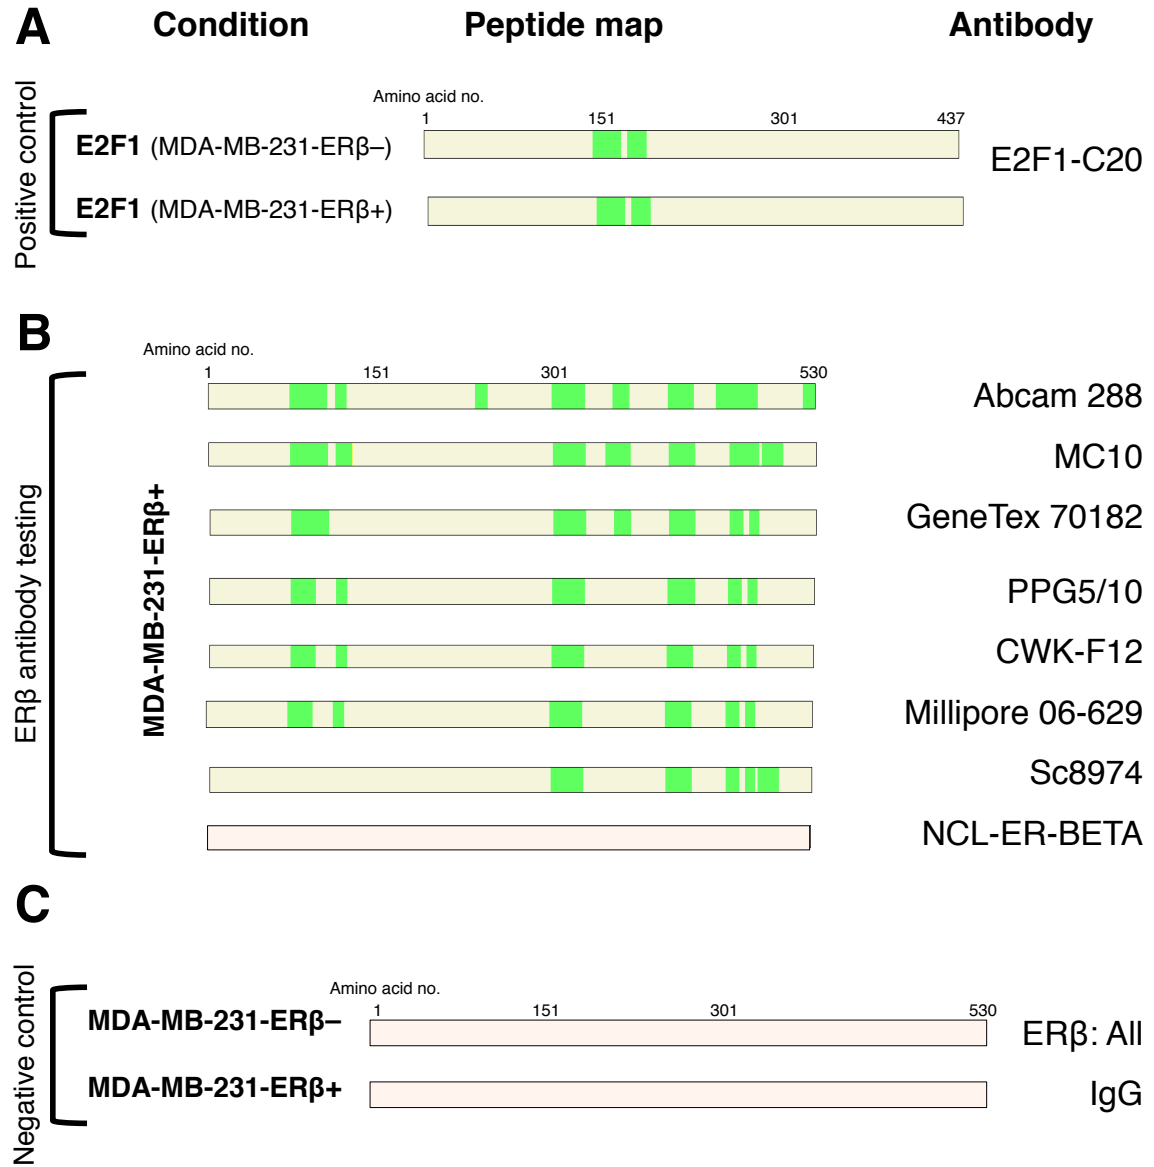 A
Condition
Peptide map
Antibody
Positive control
Amino acid no.
1 151 301 437
E2F1 (MDA-MB-231-ERβ–)
E2F1-C20
E2F1 (MDA-MB-231-ERβ+)
B
ERβ antibody testing
MDA-MB-231-ERβ+
Amino acid no.
1 151 301 530
Abcam 288
MC10
GeneTex 70182
PPG5/10
CWK-F12
Millipore 06-629
Sc8974
NCL-ER-BETA
C
Negative control
Amino acid no.
1 151 301 530
MDA-MB-231-ERβ–
ERβ: All
MDA-MB-231-ERβ+
IgG